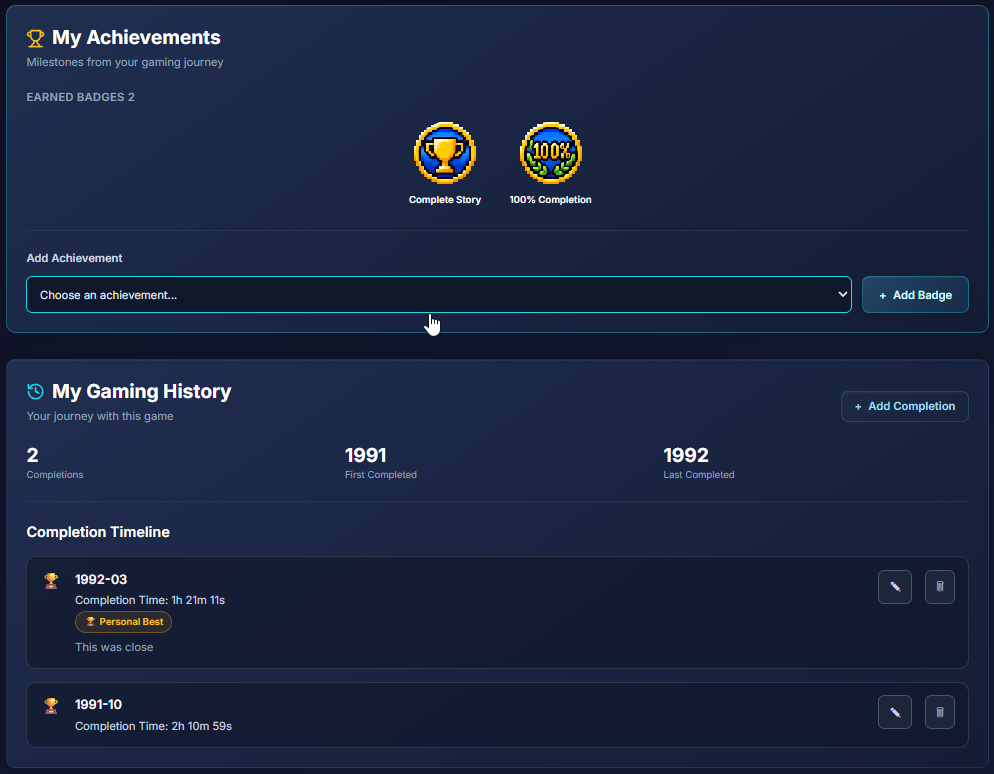 My Achievements
Milestones from your gaming journey
EARNED BADGES 2
100%
Complete Story
100% Completion
Add Achievement
Choose an achievement...
+ Add Badge
My Gaming History
Your journey with this game
+ Add Completion
2
Completions
1991
First Completed
1992
Last Completed
Completion Timeline
1992-03
Completion Time: 1h 21m 11s
Personal Best
This was close
1991-10
Completion Time: 2h 10m 59s